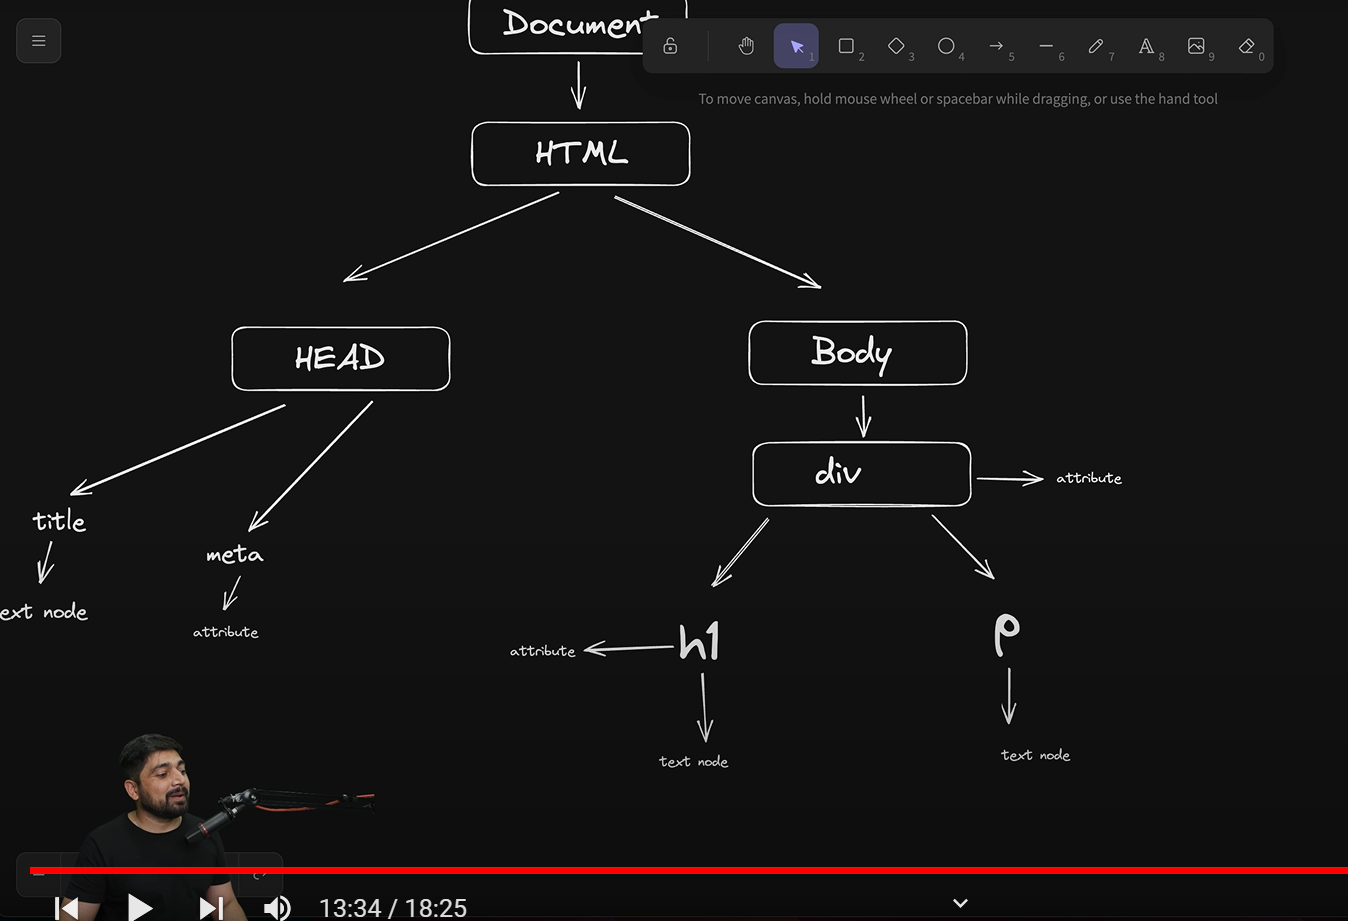 Document
1 2 3 4 5 6 7 8 9 0
To move canvas, hold mouse wheel or spacebar while dragging, or use the hand tool
HTML
HEAD
Body
div
attribute
title
meta
ext node
attribute
attribute
h1
p
text node
text node
13:34 / 18:25